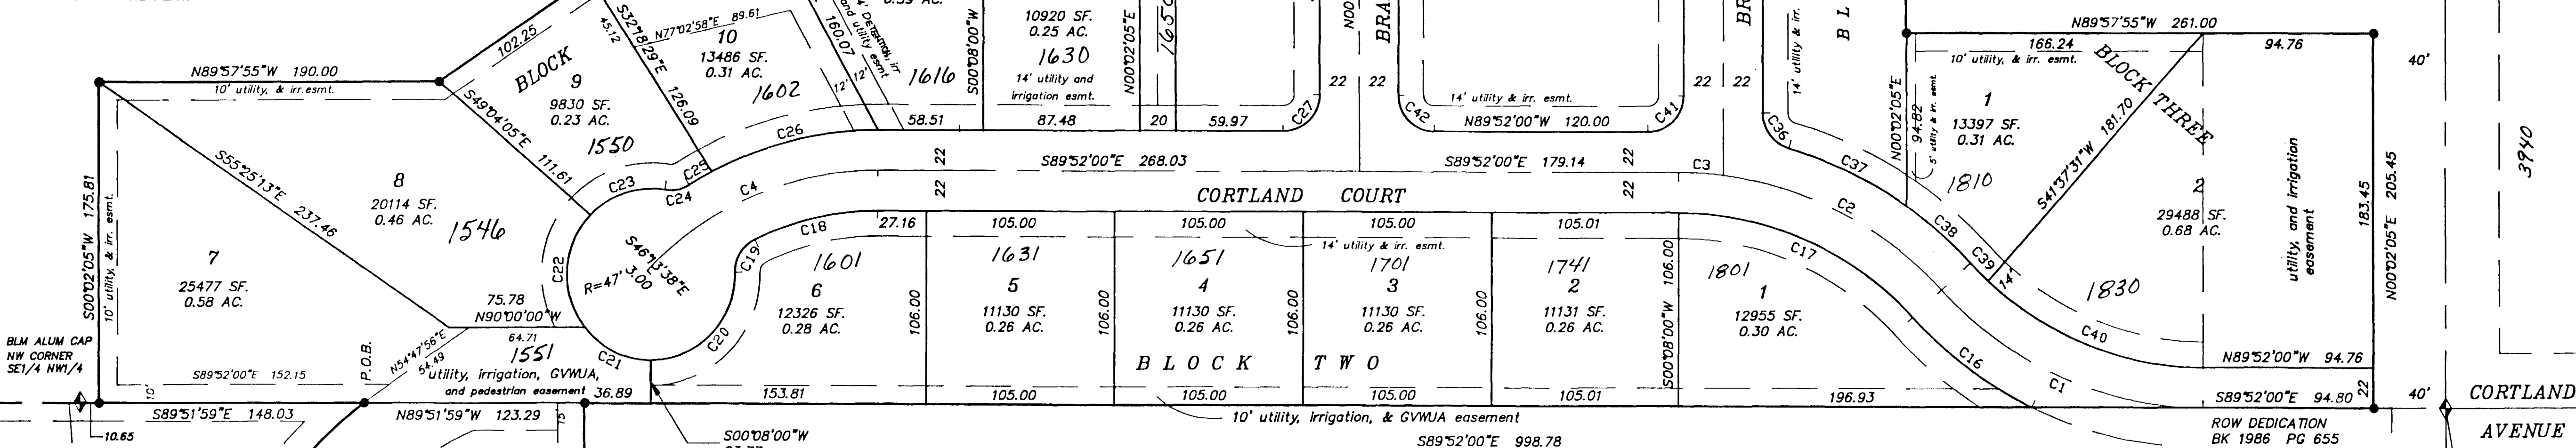 N89°57'55"W 190.00
10' utility, & irr.esmt.
102.25
S00°02'05"W 175.81
10' utility, & irr. esmt.
S55°25'13"E 237.46
7
25477 SF.
0.58 AC.
8
20114 SF.
0.46 AC.
1546
BLOCK
9
9830 SF.
0.23 AC.
1550
S49°04'05"E 111.61
S32°18'29"E 126.09
45.12
N77°02'58"E 89.61
10
13486 SF.
0.31 AC.
1602
160.07
and utility esmt
12' 12'
1616
S00°08'00"W
10920 SF.
0.25 AC.
1630
14' utility and
irrigation esmt.
N00°02'05"E
1650
58.51
87.48
20
59.97
C27
22 22
BRA
C42
14' utility & irr. esmt.
N89°52'00"W 120.00
C41
22 22
BR
C36
14' utility & irr.
B L
N89°57'55"W 261.00
166.24
94.76
10' utility, & irr. esmt.
N00°02'05"E
94.82
5' utility & irr. esmt
BLOCK THREE
1
13397 SF.
0.31 AC.
1810
S41°37'31"W 181.70
2
29488 SF.
0.68 AC.
1830
utility, and irrigation
easement
183.45
N00°02'05"E 205.45
40'
3940
C23
C24
C25
C26
C4
22
22
S89°52'00"E 268.03
S89°52'00"E 179.14
22
22
C3
C37
C2
C38
C39
14'
C40
CORTLAND COURT
C18
27.16
105.00
105.00
105.00
105.01
14' utility & irr. esmt.
C17
C19
C22
S46°13'38"E
3.00
R=47'
1601
6
12326 SF.
0.28 AC.
106.00
1631
5
11130 SF.
0.26 AC.
106.00
1651
4
11130 SF.
0.26 AC.
106.00
1701
3
11130 SF.
0.26 AC.
106.00
1741
2
11131 SF.
0.26 AC.
S00°08'00"W 106.00
1801
1
12955 SF.
0.30 AC.
C16
C1
C20
C21
75.78
N90°00'00"W
64.71
1551
N54°47'56"E
54.49
utility, irrigation, GVWUA,
and pedestrian easement
P.O.B.
BLM ALUM CAP
NW CORNER
SE1/4 NW1/4
S89°52'00"E 152.15
10'
BLOCK TWO
36.89
153.81
105.00
105.00
105.00
105.01
196.93
N89°52'00"W 94.76
S89°52'00"E 94.80
22
40'
CORTLAND
AVENUE
S89°51'59"E 148.03
N89°51'59"W 123.29
15'
10.65
S00°08'00"W
10' utility, irrigation, & GVWUA easement
S89°52'00"E 998.78
ROW DEDICATION
BK 1986 PG 655